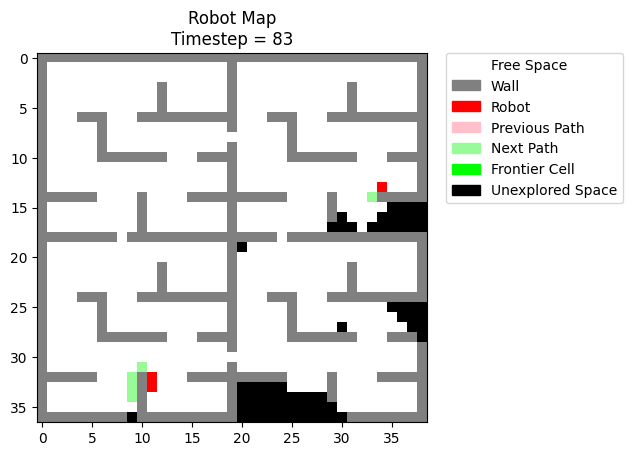 Robot Map
Timestep = 83
0
5
10
15
20
25
30
35
0
5
10
15
20
25
30
35
Free Space
Wall
Robot
Previous Path
Next Path
Frontier Cell
Unexplored Space